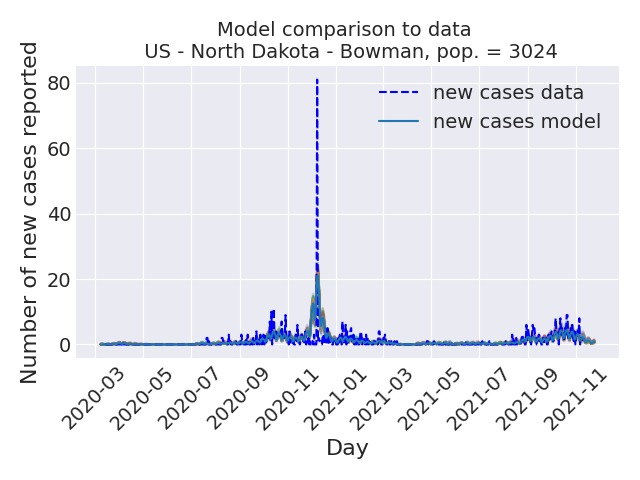 Model comparison to data
US - North Dakota - Bowman, pop. = 3024
Number of new cases reported
80
60
40
20
0
new cases data
new cases model
2020-03
2020-05
2020-07
2020-09
2020-11
2021-01
2021-03
2021-05
2021-07
2021-09
2021-11
Day